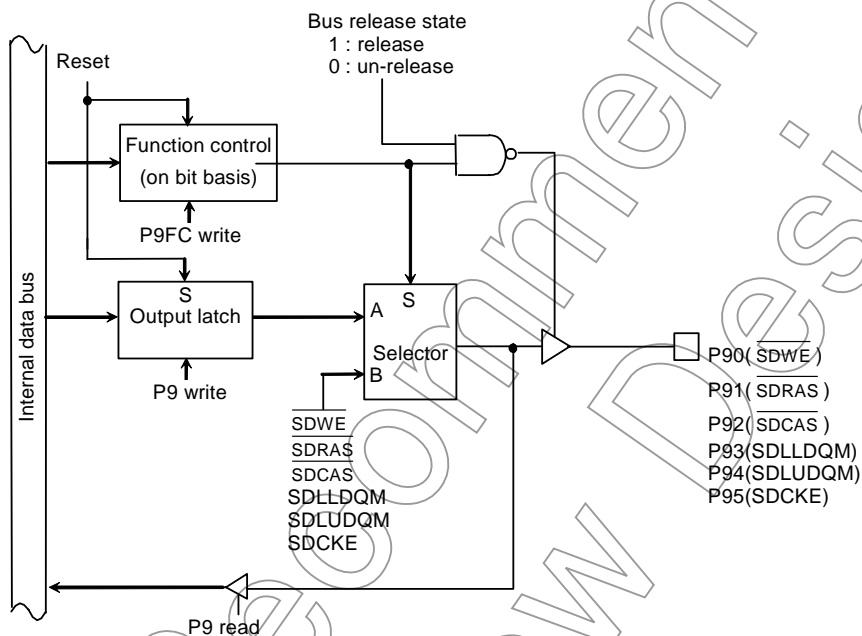 Bus release state
1 : release
0 : un-release
Reset
Function control
(on bit basis)
P9FC write
S
Output latch
P9 write
Internal data bus
A
S
Selector
B
SDWE
SDRAS
SDCAS
SDLLDQM
SDLUDQM
SDCKE
P90(SDWE)
P91(SDRAS)
P92(SDCAS)
P93(SDLLDQM)
P94(SDLUDQM)
P95(SDCKE)
P9 read